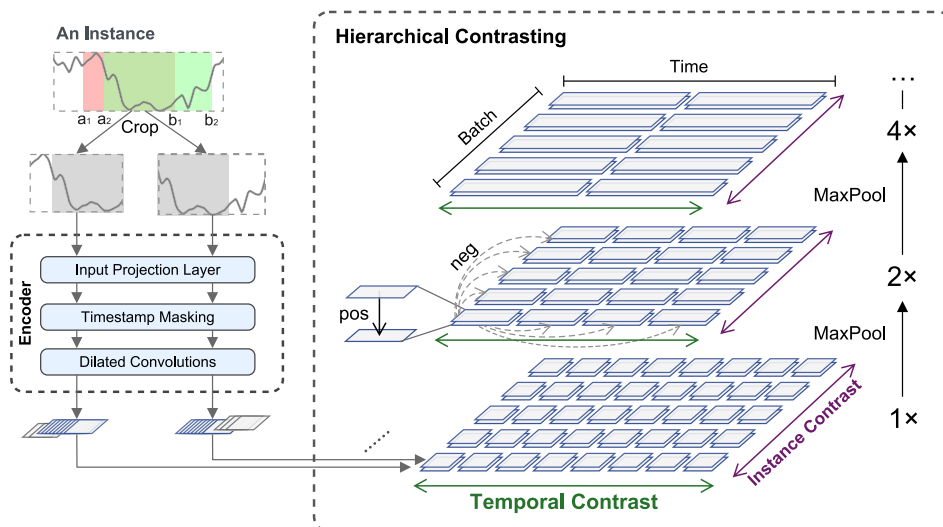 An Instance
a₁ a₂ b₁ b₂
Crop
Encoder
Input Projection Layer
Timestamp Masking
Dilated Convolutions
Hierarchical Contrasting
Time
Batch
...
4×
MaxPool
neg
2×
pos
MaxPool
1×
Instance Contrast
.....
Temporal Contrast